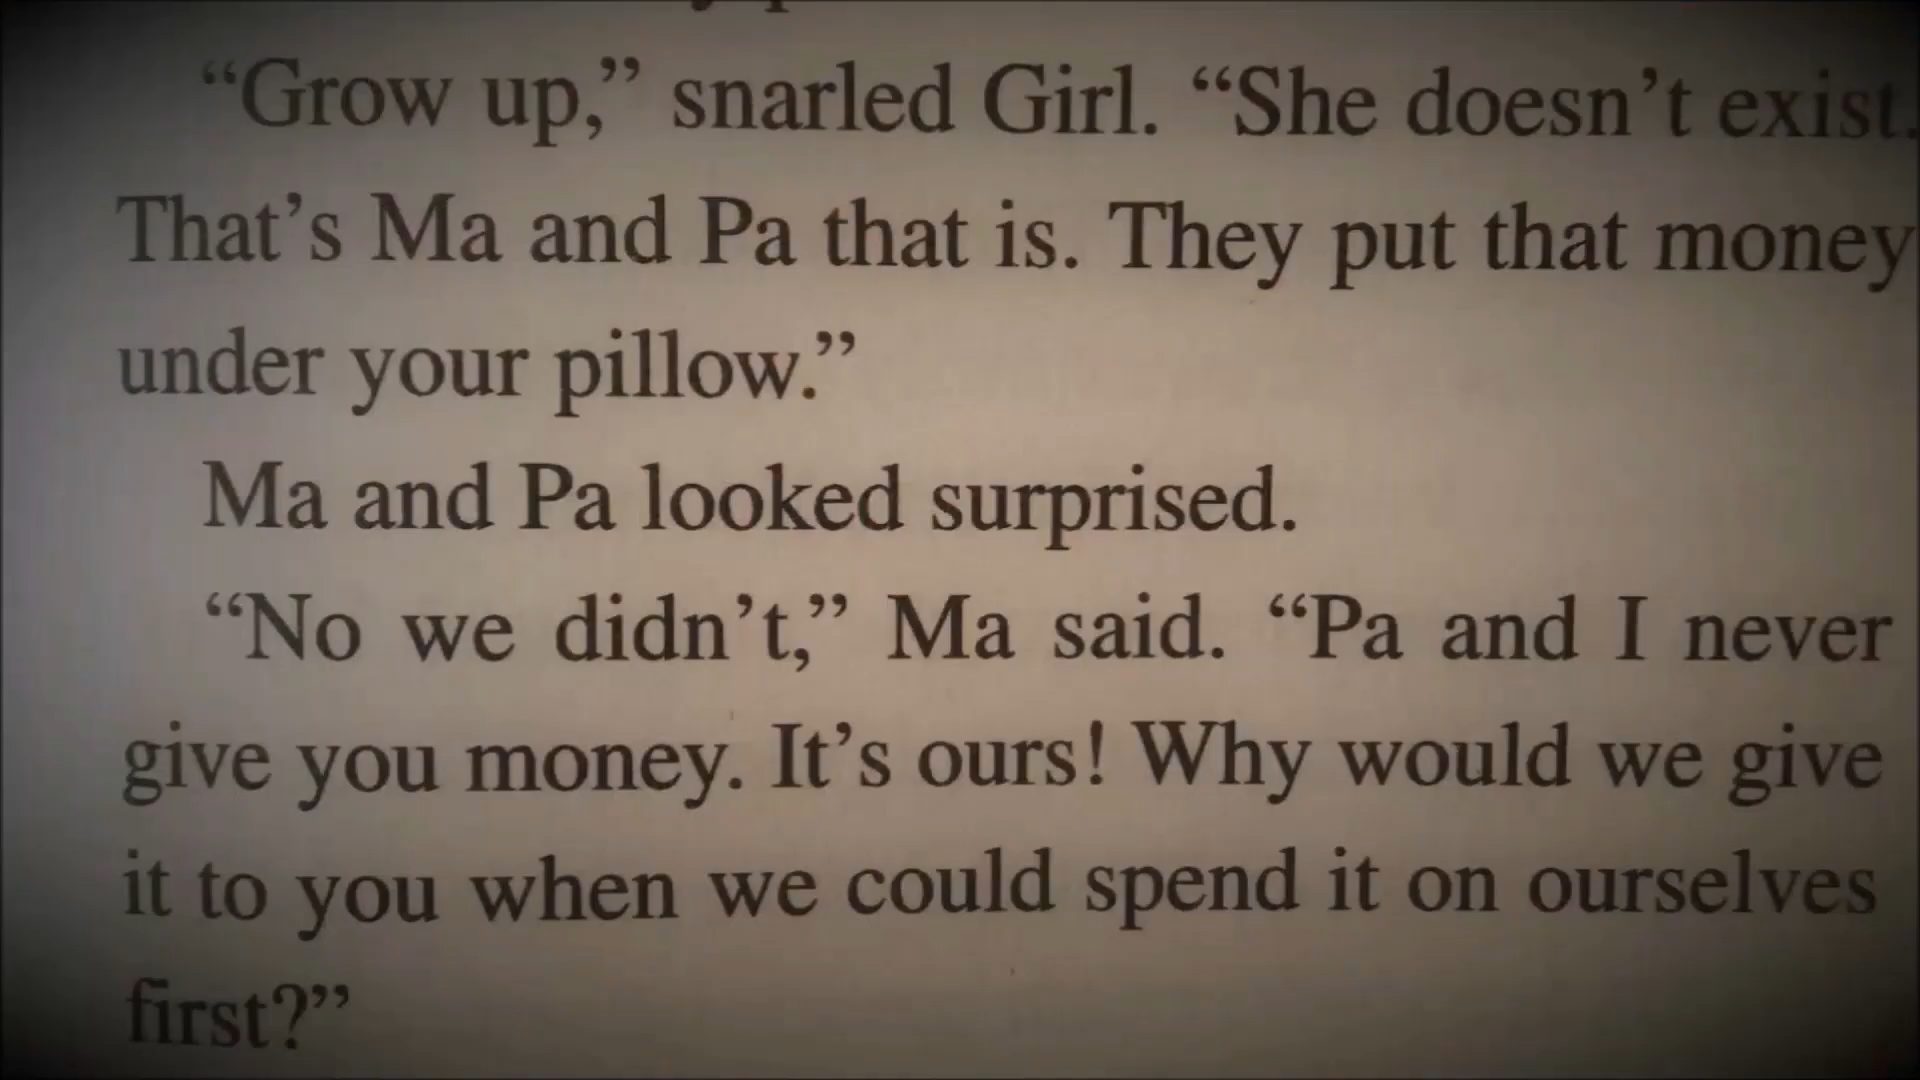 “Grow up,” snarled Girl. “She doesn’t exist.
That’s Ma and Pa that is. They put that money
under your pillow.”
Ma and Pa looked surprised.
“No we didn’t,” Ma said. “Pa and I never
give you money. It’s ours! Why would we give
it to you when we could spend it on ourselves
first?”